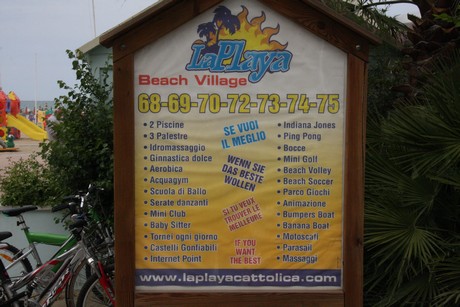 LaPlaya
Beach Village
68-69-70-72-73-74-75
• 2 Piscine
• 3 Palestre
• Idromassaggio
• Ginnastica dolce
• Aerobica
• Acquagym
• Scuola di Ballo
• Serate danzanti
• Mini Club
• Baby Sitter
• Tornei ogni giorno
• Castelli Gonfiabili
• Internet Point
SE VUOI
IL MEGLIO
WENN SIE
DAS BESTE
WOLLEN
SI TU VEUX
TROUVER LE
MEILLEURE
IF YOU
WANT
THE BEST
• Indiana Jones
• Ping Pong
• Bocce
• Mini Golf
• Beach Volley
• Beach Soccer
• Parco Giochi
• Animazione
• Bumpers Boat
• Banana Boat
• Motoscafi
• Parasail
• Massaggi
www.laplayacattolica.com